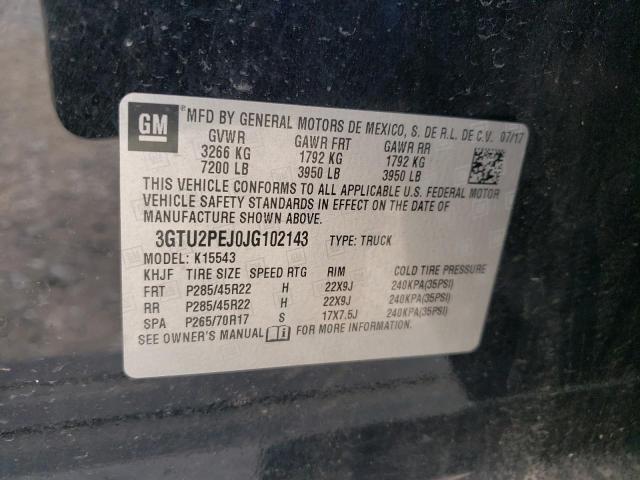 GM ®MFD BY GENERAL MOTORS DE MEXICO, S. DE R.L. DE C.V. 07/17
GVWR GAWR FRT GAWR RR
3266 KG 1792 KG 1792 KG
7200 LB 3950 LB 3950 LB
THIS VEHICLE CONFORMS TO ALL APPLICABLE U.S. FEDERAL MOTOR
VEHICLE SAFETY STANDARDS IN EFFECT ON THE DATE OF
MANUFACTURE SHOWN ABOVE.
3GTU2PEJ0JG102143 TYPE: TRUCK
MODEL: K15543
KHJF TIRE SIZE SPEED RTG RIM COLD TIRE PRESSURE
FRT P285/45R22 H 22X9J 240KPA(35PSI)
RR P285/45R22 H 22X9J 240KPA(35PSI)
SPA P265/70R17 S 17X7.5J 240KPA(35PSI)
SEE OWNER'S MANUAL FOR MORE INFORMATION.